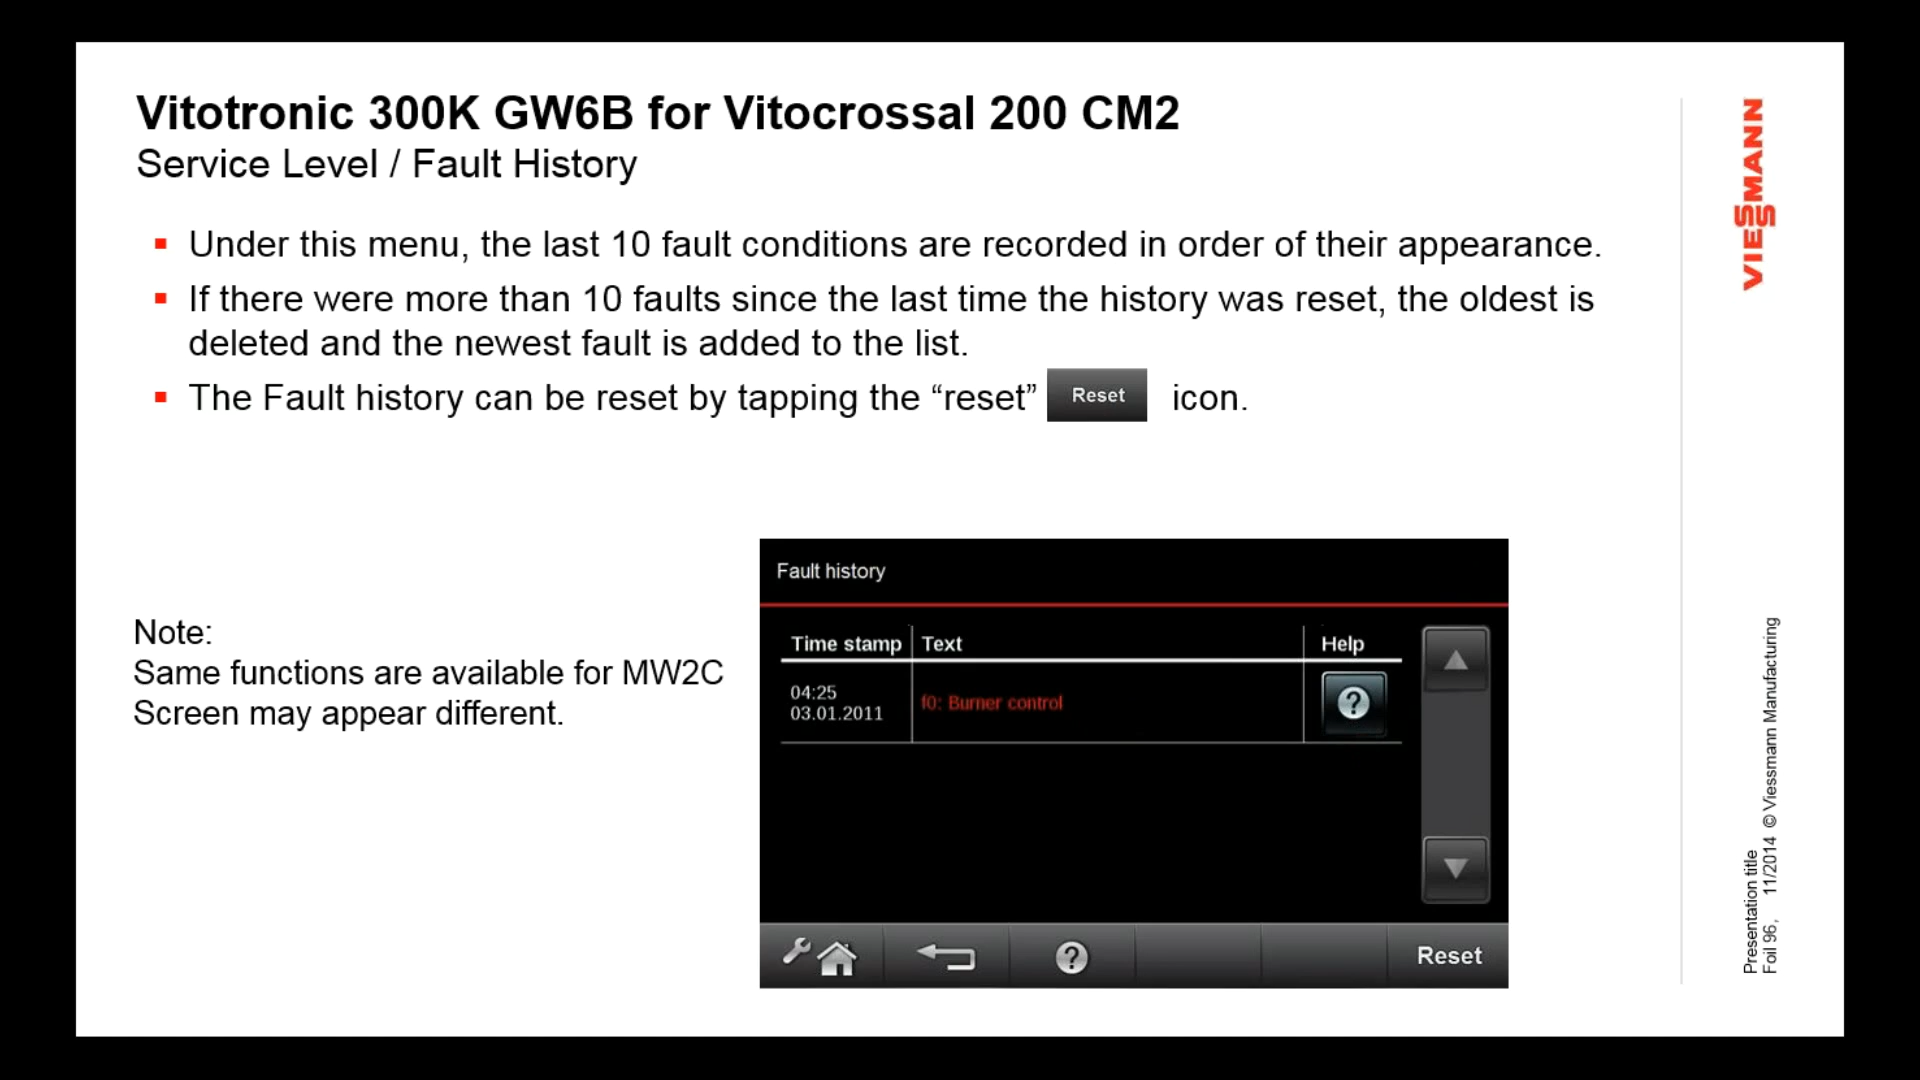 Vitotronic 300K GW6B for Vitocrossal 200 CM2
Service Level / Fault History
Under this menu, the last 10 fault conditions are recorded in order of their appearance.
If there were more than 10 faults since the last time the history was reset, the oldest is
deleted and the newest fault is added to the list.
The Fault history can be reset by tapping the “reset” Reset icon.
Note:
Same functions are available for MW2C
Screen may appear different.
Fault history
Time stamp Text Help
04:25
03.01.2011
f0: Burner control
?
?
Reset
VIESSMANN
Presentation title
Foil 96, 11/2014 © Viessmann Manufacturing